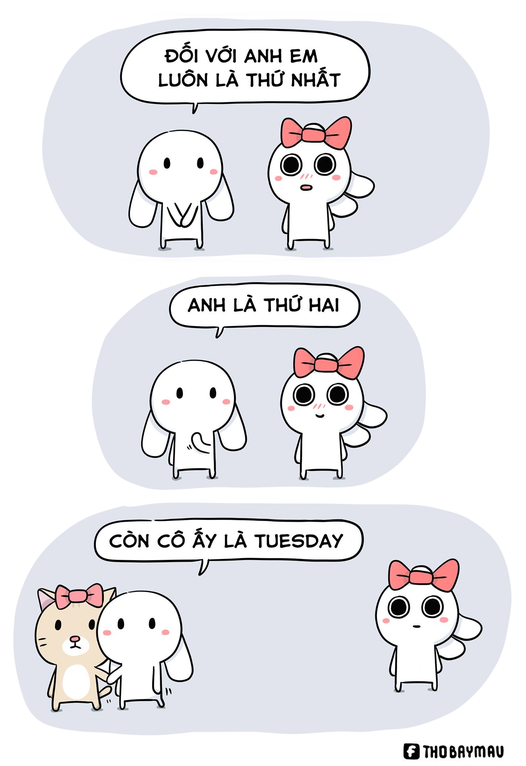 ĐỐI VỚI ANH EM
LUÔN LÀ THỨ NHẤT
ANH LÀ THỨ HAI
CÒN CÔ ẤY LÀ TUESDAY
THOBAYMAU